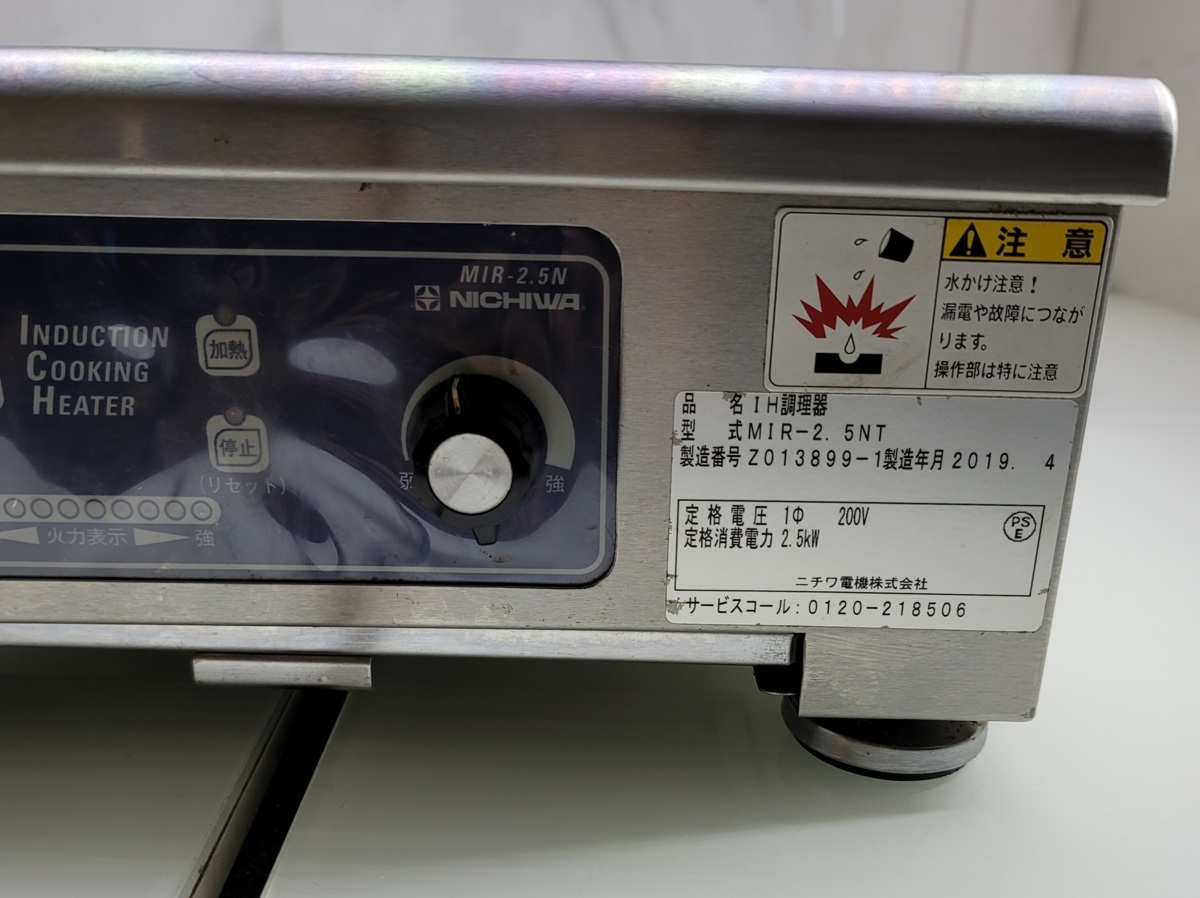 MIR-2.5N
NICHIWA
INDUCTION
COOKING
HEATER
加熱
停止
(リセット)
弱
強
火力表示
強
注意
水かけ注意！
漏電や故障につなが
ります。
操作部は特に注意
品 名 IH調理器
型 式 MIR-2.5NT
製造番号 Z013899-1 製造年月 2019. 4
定格電圧 1Φ 200V
定格消費電力 2.5kW
PS
E
ニチワ電機株式会社
サービスコール:0120-218506